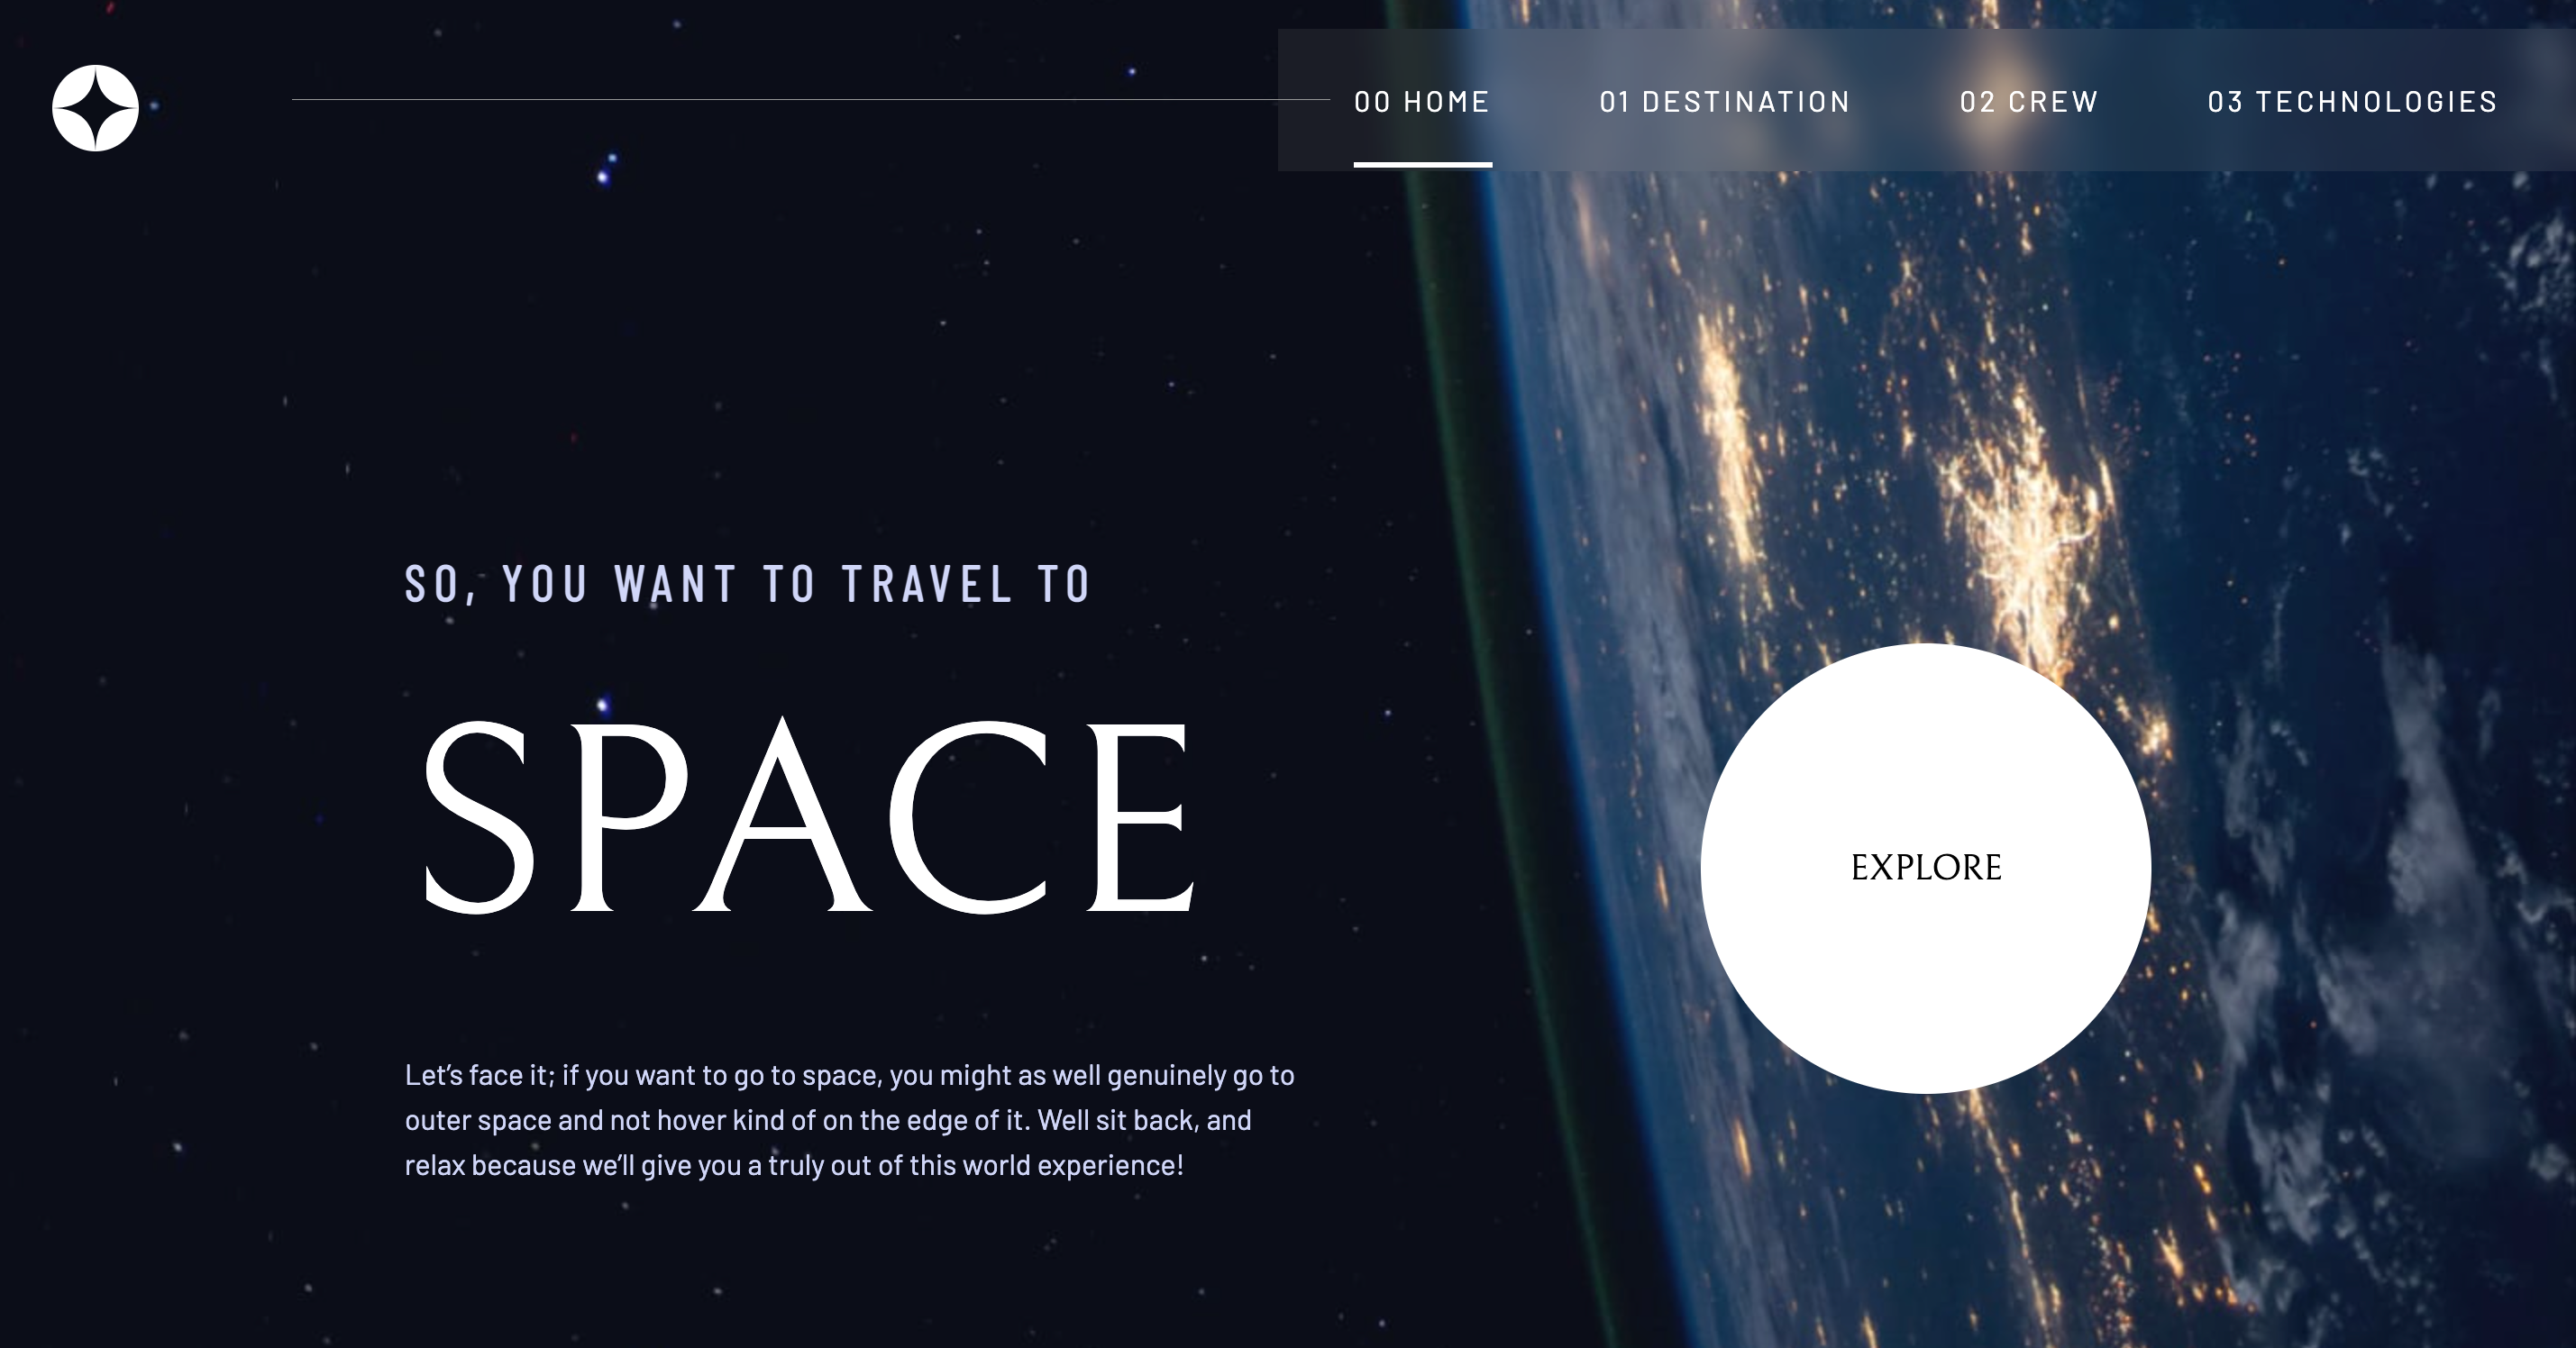 00 HOME
01 DESTINATION
02 CREW
03 TECHNOLOGIES
SO, YOU WANT TO TRAVEL TO
SPACE
Let’s face it; if you want to go to space, you might as well genuinely go to
outer space and not hover kind of on the edge of it. Well sit back, and
relax because we’ll give you a truly out of this world experience!
EXPLORE